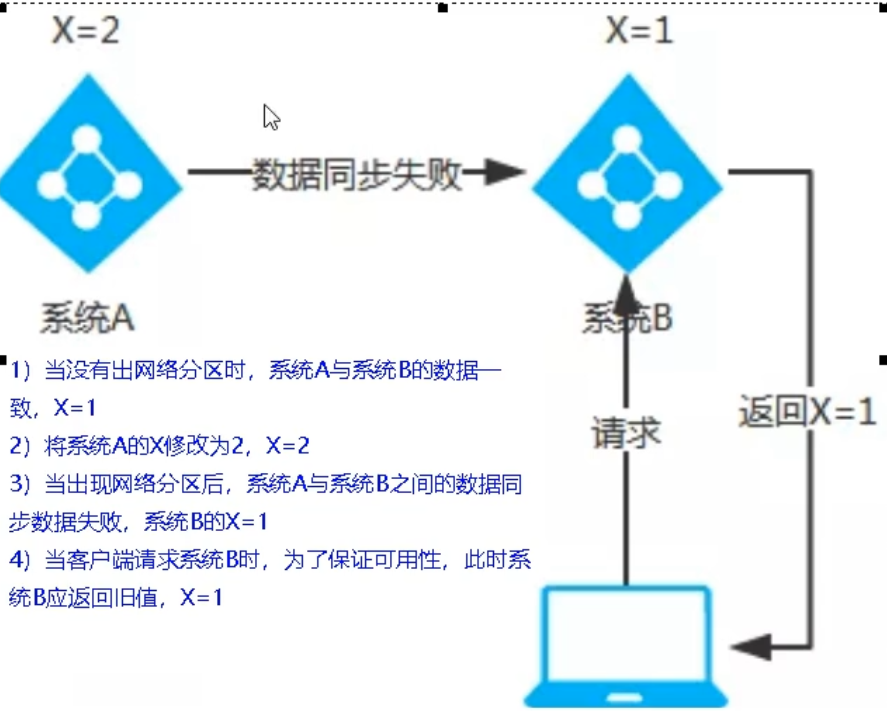 X=2
X=1
数据同步失败
系统A
系统B
请求
返回X=1
1）当没有出网络分区时，系统A与系统B的数据一
致，X=1
2）将系统A的X修改为2，X=2
3）当出现网络分区后，系统A与系统B之间的数据同
步数据失败，系统B的X=1
4）当客户端请求系统B时，为了保证可用性，此时系
统B应返回旧值，X=1